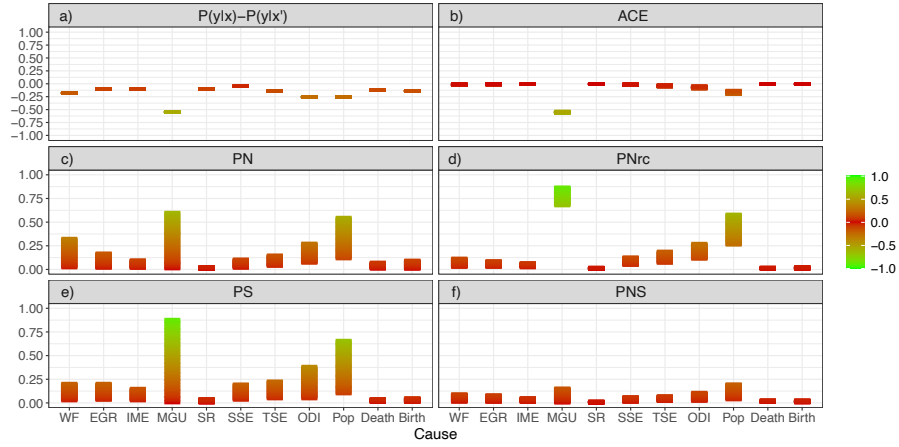 a) P(y|x)−P(y|x')
b) ACE
1.00
0.75
0.50
0.25
0.00
−0.25
−0.50
−0.75
−1.00
c) PN
d) PNrc
1.00
0.75
0.50
0.25
0.00
1.0
0.5
0.0
−0.5
−1.0
e) PS
f) PNS
1.00
0.75
0.50
0.25
0.00
WF EGR IME MGU SR SSE TSE ODI Pop Death Birth
WF EGR IME MGU SR SSE TSE ODI Pop Death Birth
Cause